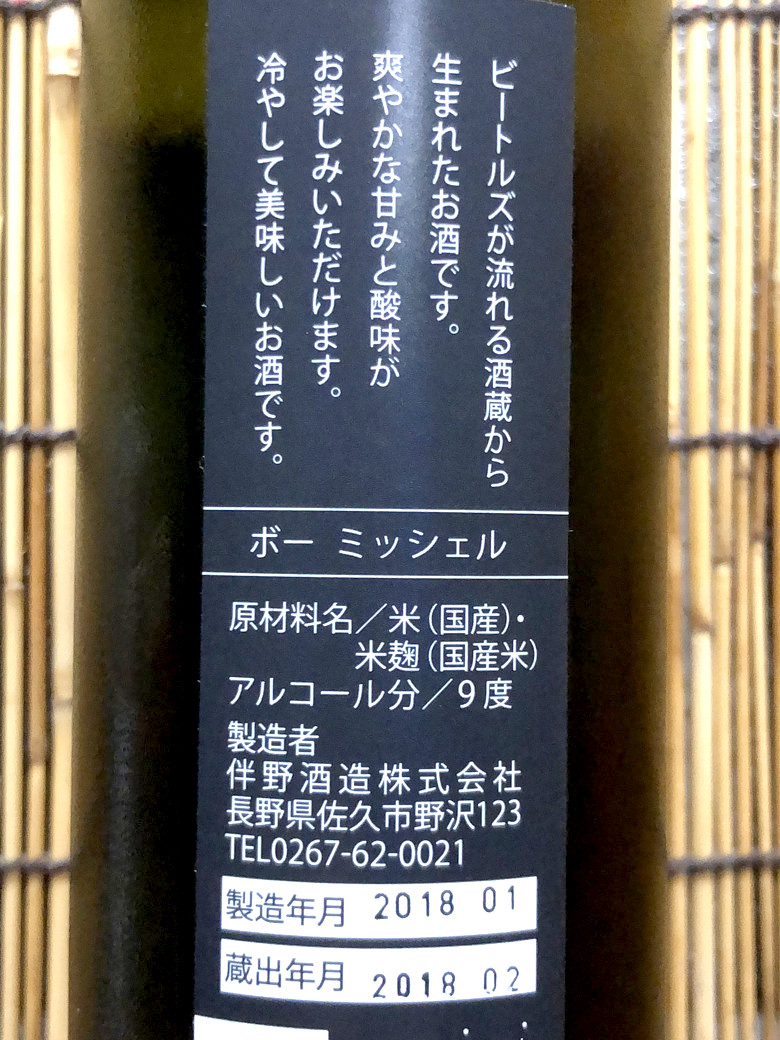 ビートルズが流れる酒蔵から
生まれたお酒です。
爽やかな甘みと酸味が
お楽しみいただけます。
冷やして美味しいお酒です。
ボー ミッシェル
原材料名／米（国産）・
米麹（国産米）
アルコール分／9度
製造者
伴野酒造株式会社
長野県佐久市野沢123
TEL0267-62-0021
製造年月 2018 01
蔵出年月 2018 02